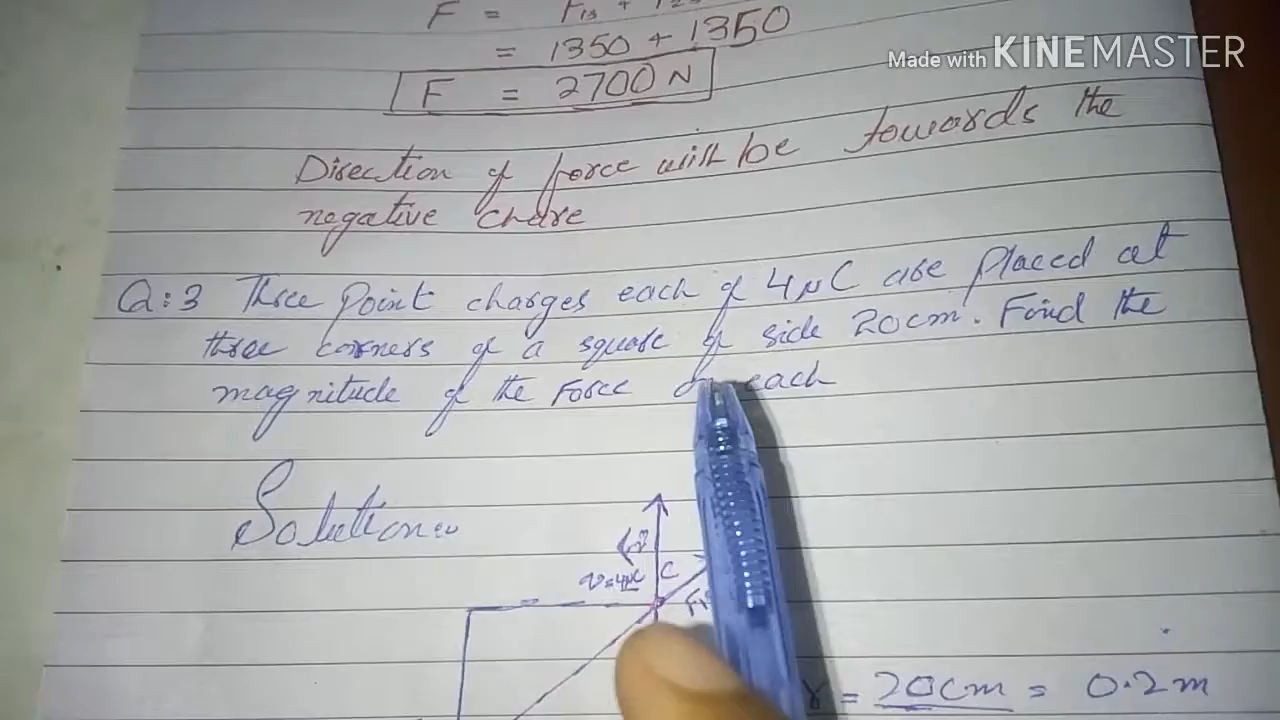 F =
Made with KINEMASTER
= 1350 + 1350
F = 2700 N
Direction of force will be towards the
negative chare
Q:3 Three point charges each of 4μC are placed at
three corners of a square of side 20cm. Find the
magnitude of the Force on each
Solution:
C
r = 20cm = 0.2m